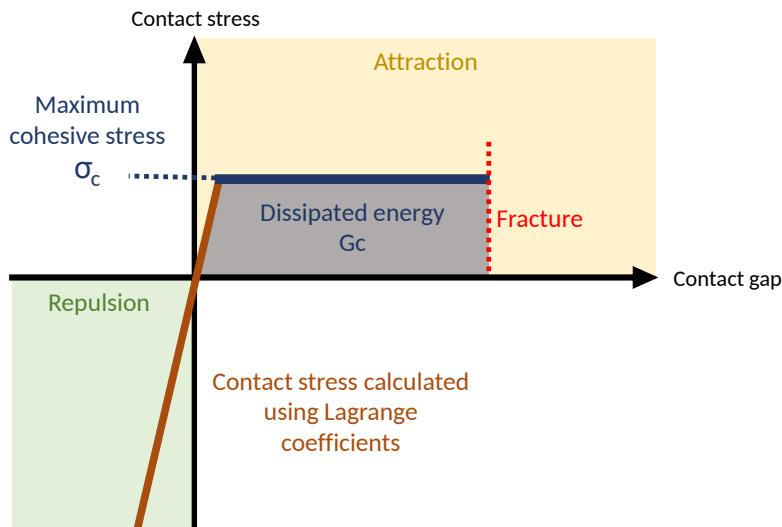 Contact stress
Attraction
Maximum
cohesive stress
σc
Dissipated energy
Gc
Fracture
Contact gap
Repulsion
Contact stress calculated
using Lagrange
coefficients